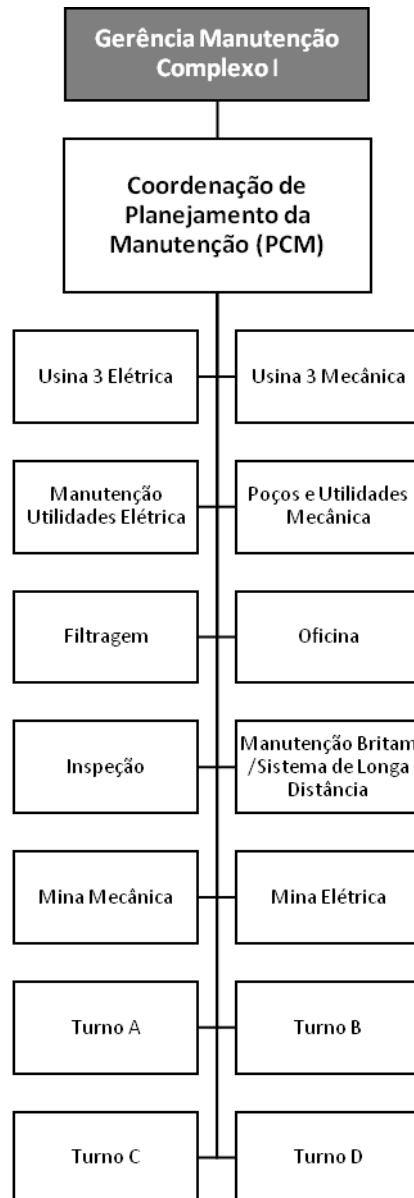 Gerência Manutenção
Complexo I
Coordenação de
Planejamento da
Manutenção (PCM)
Usina 3 Elétrica
Usina 3 Mecânica
Manutenção
Utilidades Elétrica
Poços e Utilidades
Mecânica
Filtragem
Oficina
Inspeção
Manutenção Britam
/Sistema de Longa
Distância
Mina Mecânica
Mina Elétrica
Turno A
Turno B
Turno C
Turno D